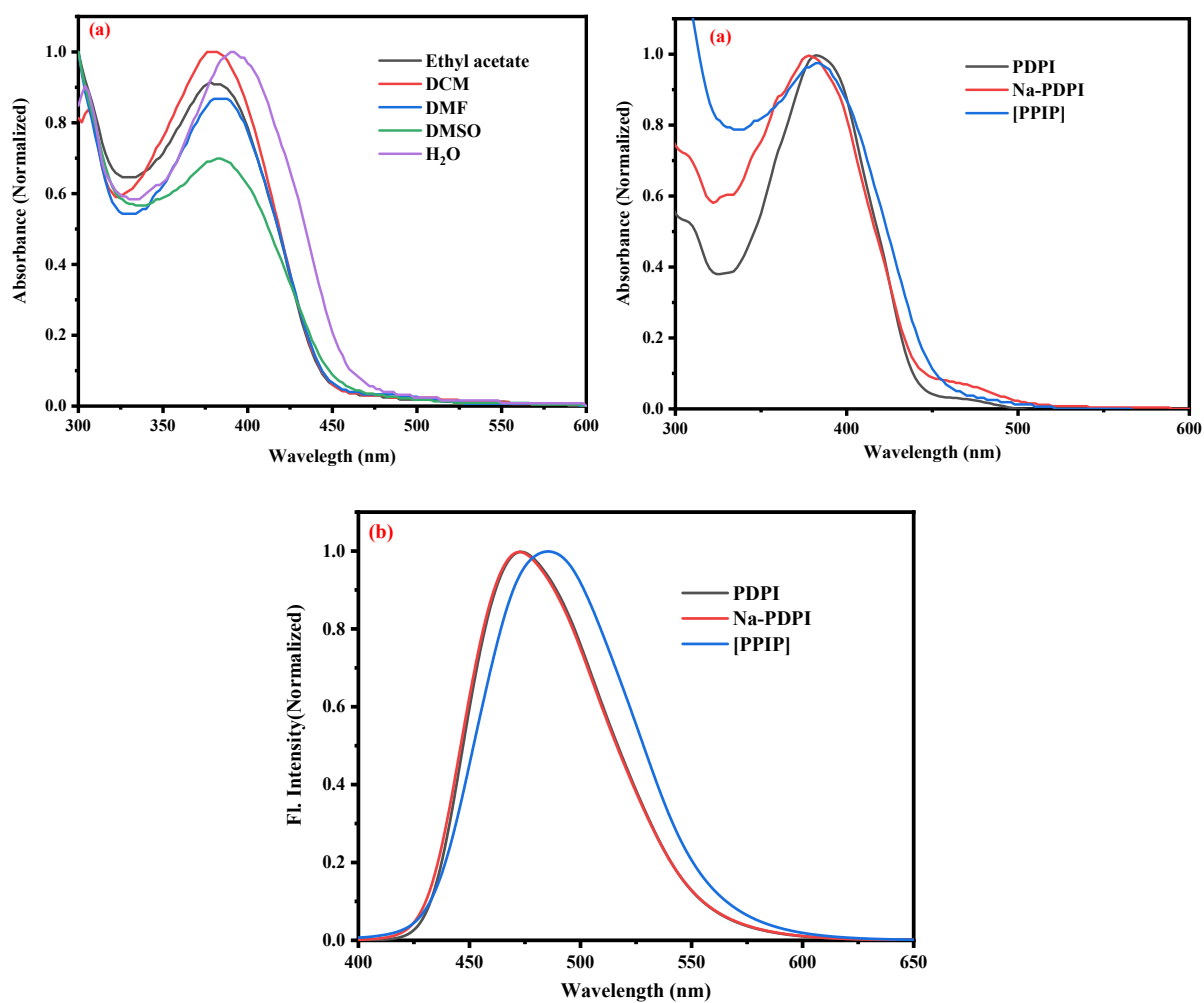 (a)
Ethyl acetate
DCM
DMF
DMSO
H₂O
Absorbance (Normalized)
1.0
0.8
0.6
0.4
0.2
0.0
300 350 400 450 500 550 600
Wavelegth (nm)
(a)
PDPI
Na-PDPI
[PPIP]
Absorbance (Normalized)
1.0
0.8
0.6
0.4
0.2
0.0
300 400 500 600
Wavelength (nm)
(b)
PDPI
Na-PDPI
[PPIP]
Fl. Intensity(Normalized)
1.0
0.8
0.6
0.4
0.2
0.0
400 450 500 550 600 650
Wavelength (nm)